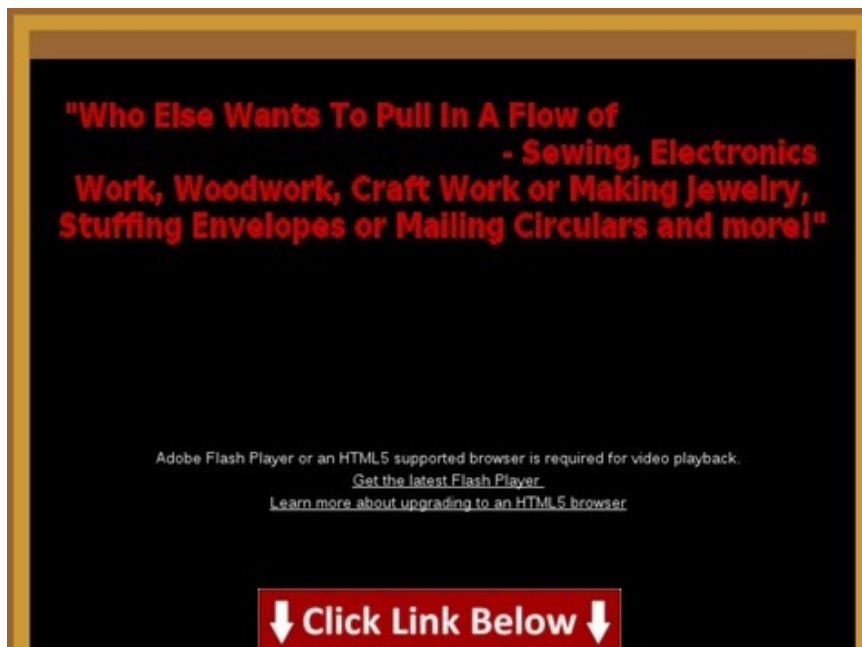 "Who Else Wants To Pull In A Flow of
- Sewing, Electronics
Work, Woodwork, Craft Work or Making Jewelry,
Stuffing Envelopes or Mailing Circulars and more!"
Adobe Flash Player or an HTML5 supported browser is required for video playback.
Get the latest Flash Player
Learn more about upgrading to an HTML5 browser
Click Link Below